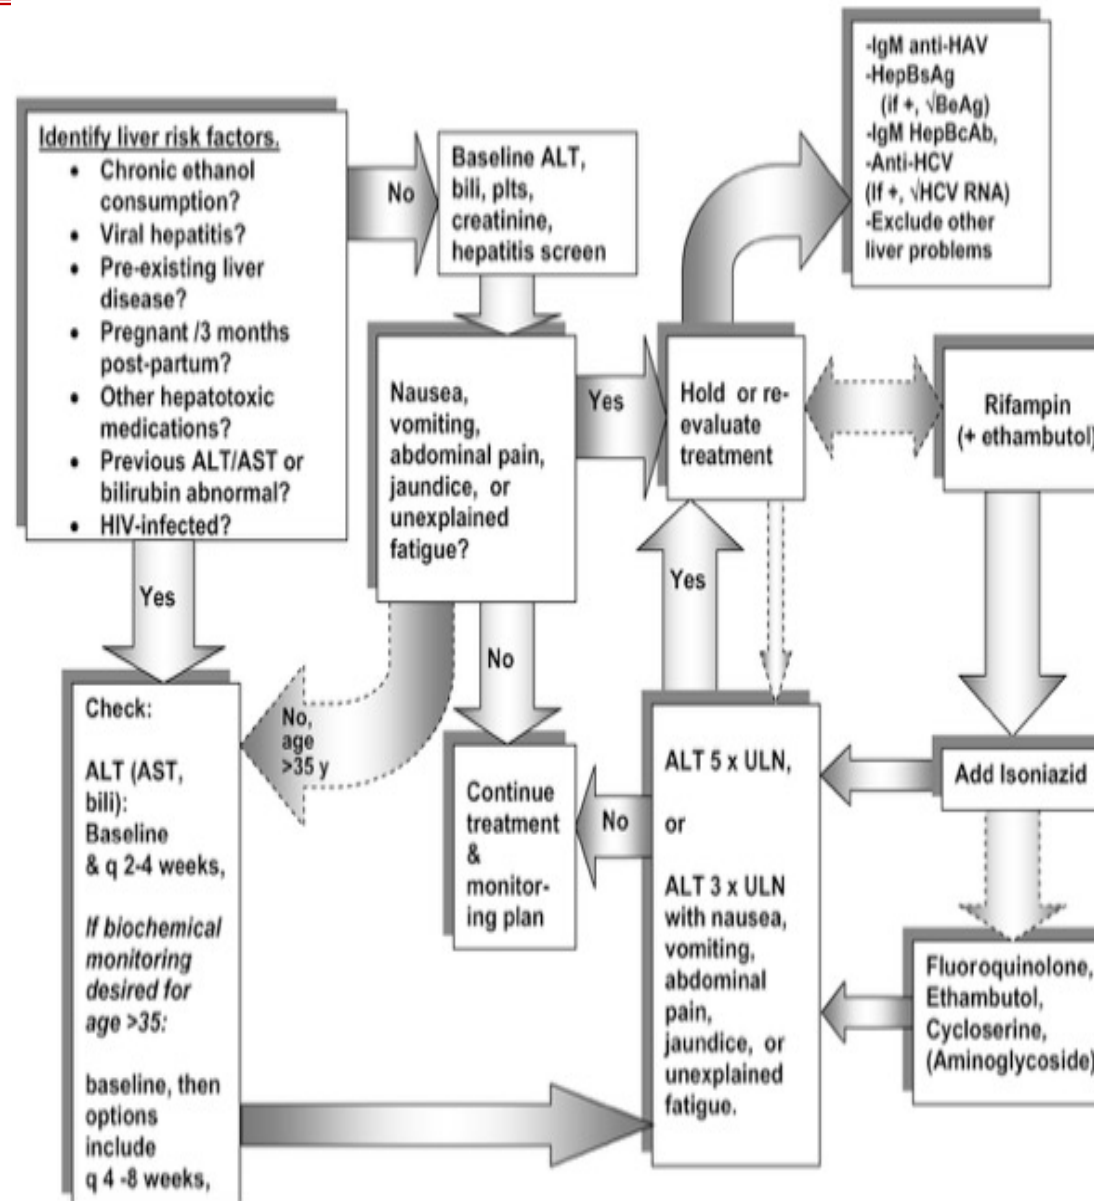 Identify liver risk factors.
• Chronic ethanol
consumption?
• Viral hepatitis?
• Pre-existing liver
disease?
• Pregnant /3 months
post-partum?
• Other hepatotoxic
medications?
• Previous ALT/AST or
bilirubin abnormal?
• HIV-infected?
No
Baseline ALT,
bili, plts,
creatinine,
hepatitis screen
-IgM anti-HAV
-HepBsAg
(if +, √BeAg)
-IgM HepBcAb,
-Anti-HCV
(If +, √HCV RNA)
-Exclude other
liver problems
Nausea,
vomiting,
abdominal pain,
jaundice, or
unexplained
fatigue?
Yes
Hold or re-
evaluate
treatment
Rifampin
(+ ethambutol)
Yes
No,
age
>35 y
No
Yes
Check:
ALT (AST,
bili):
Baseline
& q 2-4 weeks,
If biochemical
monitoring
desired for
age >35:
baseline, then
options
include
q 4 -8 weeks,
Continue
treatment
&
monitor-
ing plan
No
ALT 5 x ULN,
or
ALT 3 x ULN
with nausea,
vomiting,
abdominal
pain,
jaundice, or
unexplained
fatigue.
Add Isoniazid
Fluoroquinolone,
Ethambutol,
Cycloserine,
(Aminoglycoside)